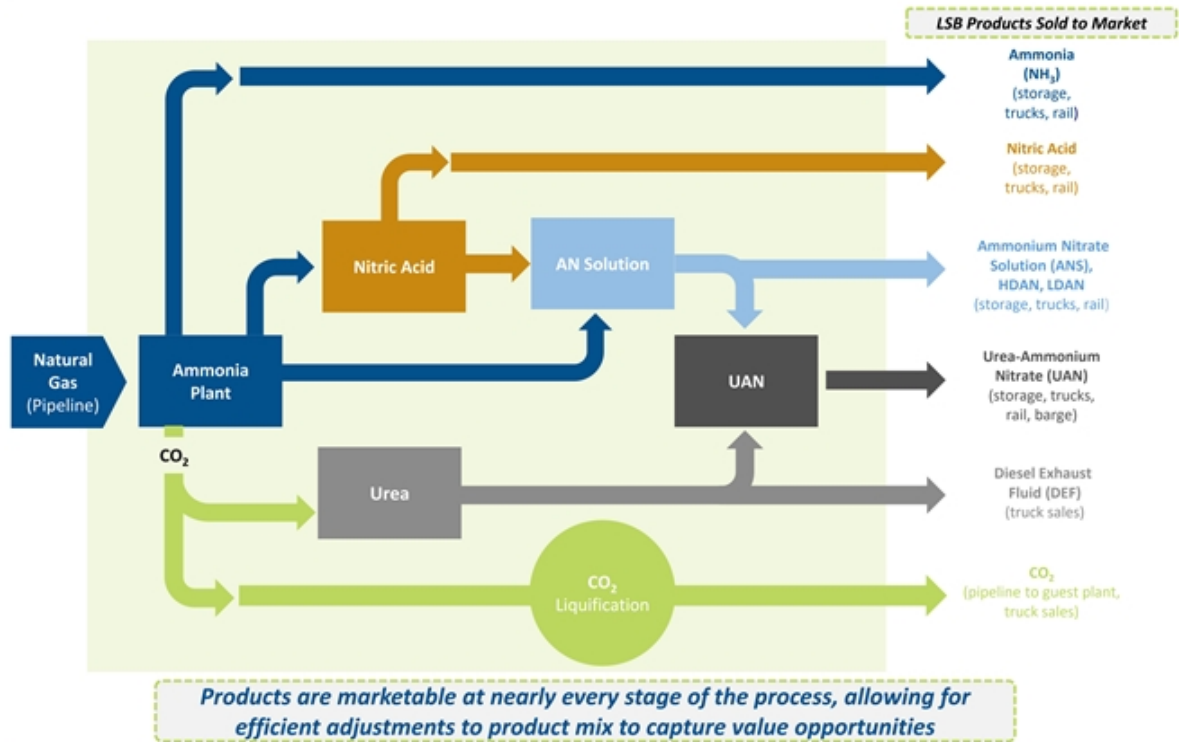 LSB Products Sold to Market
Ammonia
(NH₃)
(storage,
trucks, rail)
Nitric Acid
(storage,
trucks, rail)
Nitric Acid
AN Solution
Ammonium Nitrate
Solution (ANS),
HDAN, LDAN
(storage, trucks, rail)
Natural
Gas
(Pipeline)
Ammonia
Plant
UAN
Urea-Ammonium
Nitrate (UAN)
(storage, trucks,
rail, barge)
CO₂
Urea
Diesel Exhaust
Fluid (DEF)
(truck sales)
CO₂
Liquification
CO₂
(pipeline to guest plant,
truck sales)
Products are marketable at nearly every stage of the process, allowing for
efficient adjustments to product mix to capture value opportunities